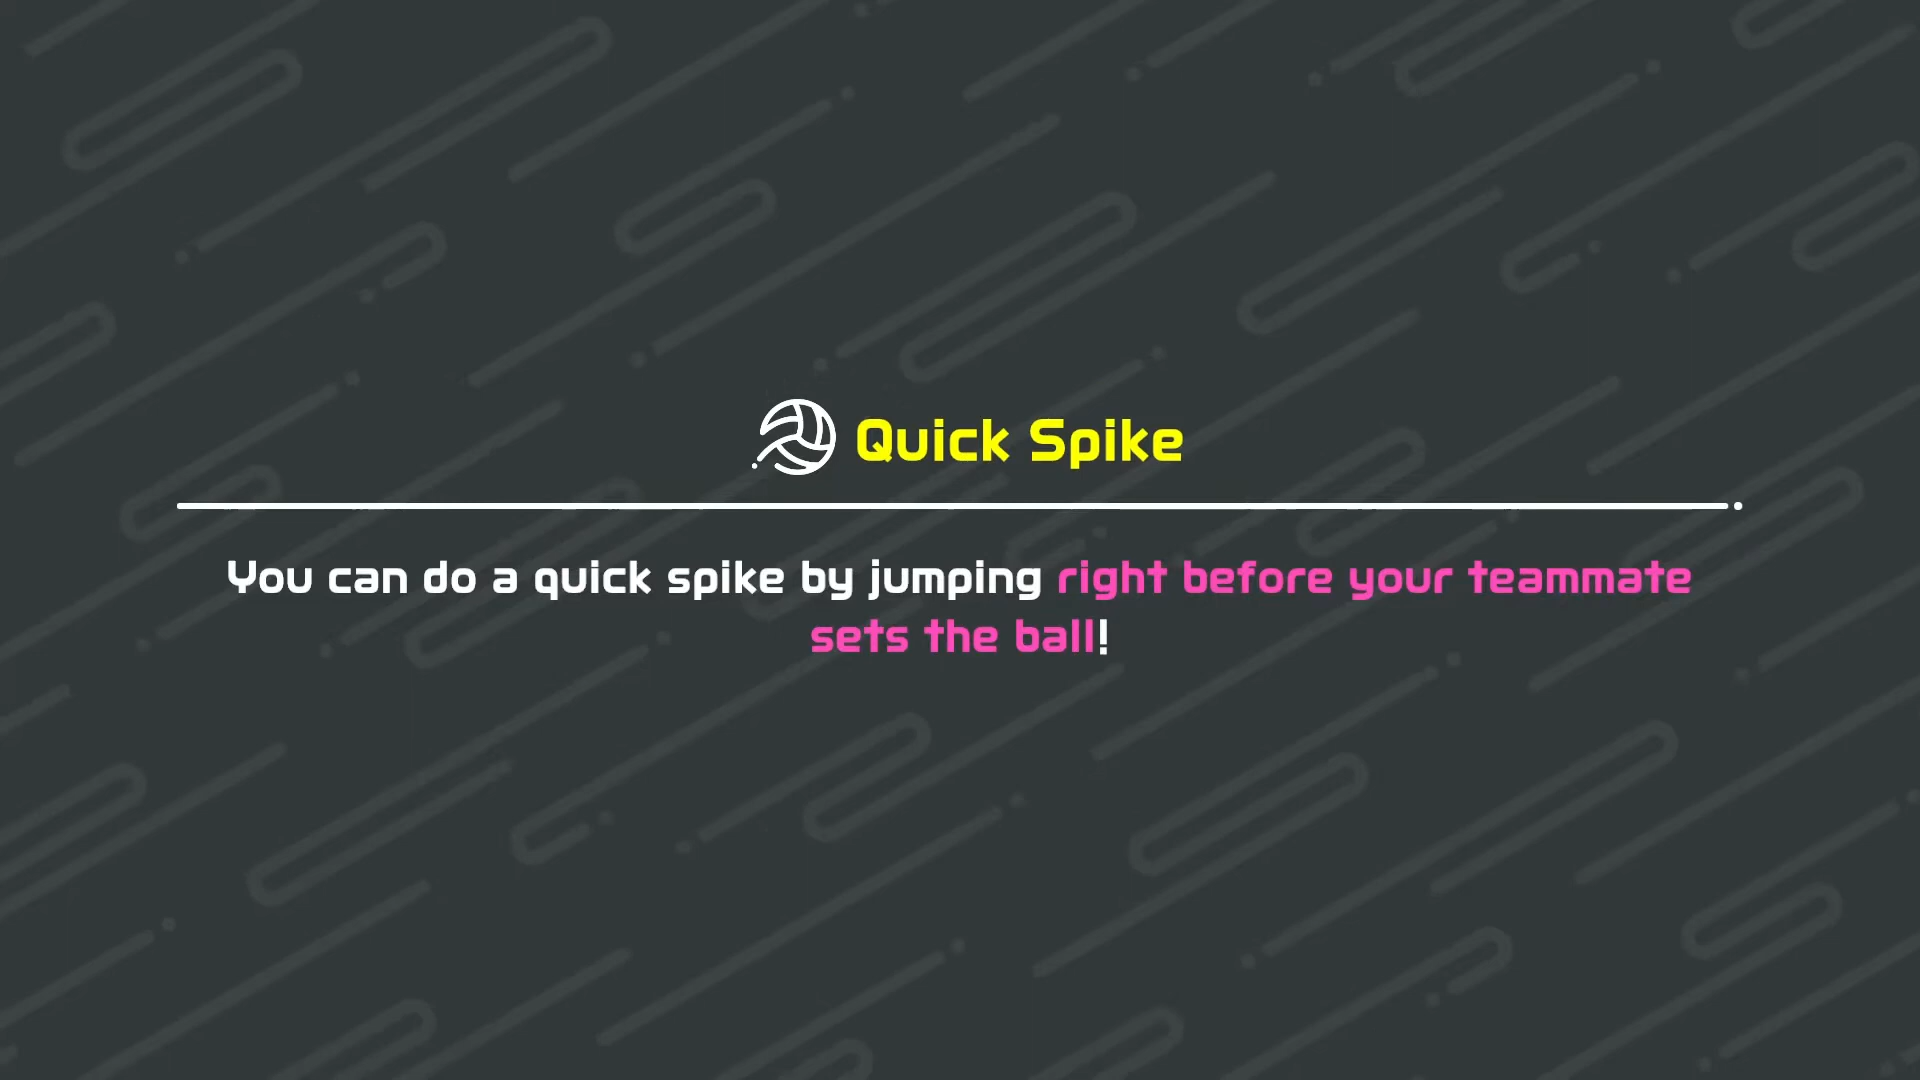 Quick Spike
You can do a quick spike by jumping right before your teammate
sets the ball!